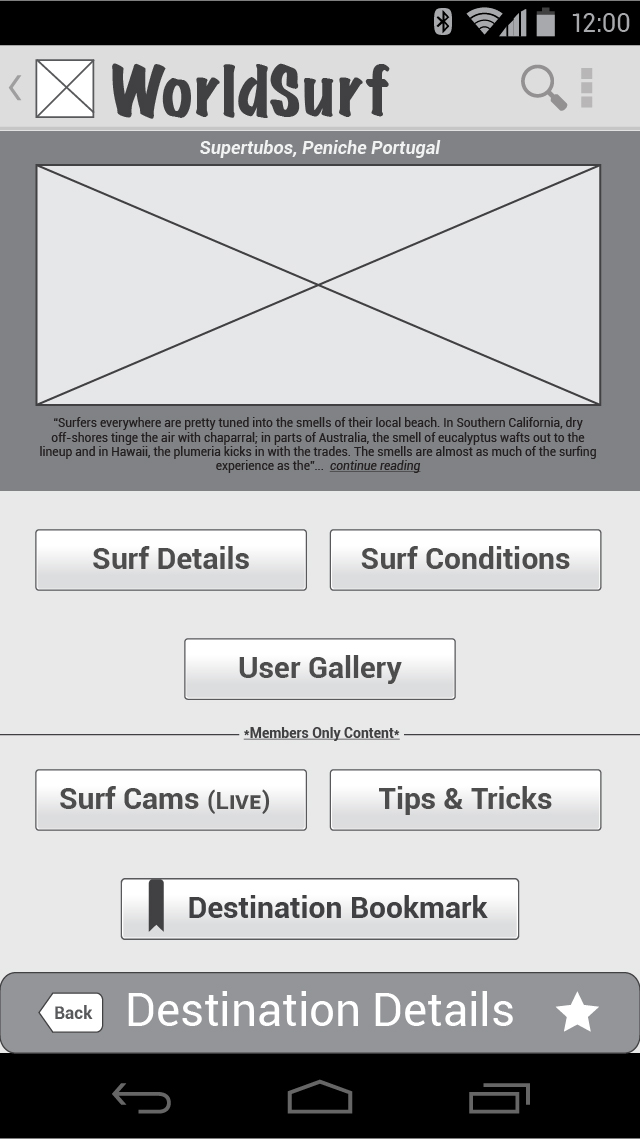 12:00
WorldSurf
Supertubos, Peniche Portugal
"Surfers everywhere are pretty tuned into the smells of their local beach. In Southern California, dry
off-shores tinge the air with chaparral; in parts of Australia, the smell of eucalyptus wafts out to the
lineup and in Hawaii, the plumeria kicks in with the trades. The smells are almost as much of the surfing
experience as the"... continue reading
Surf Details
Surf Conditions
User Gallery
*Members Only Content*
Surf Cams (LIVE)
Tips & Tricks
Destination Bookmark
Back
Destination Details